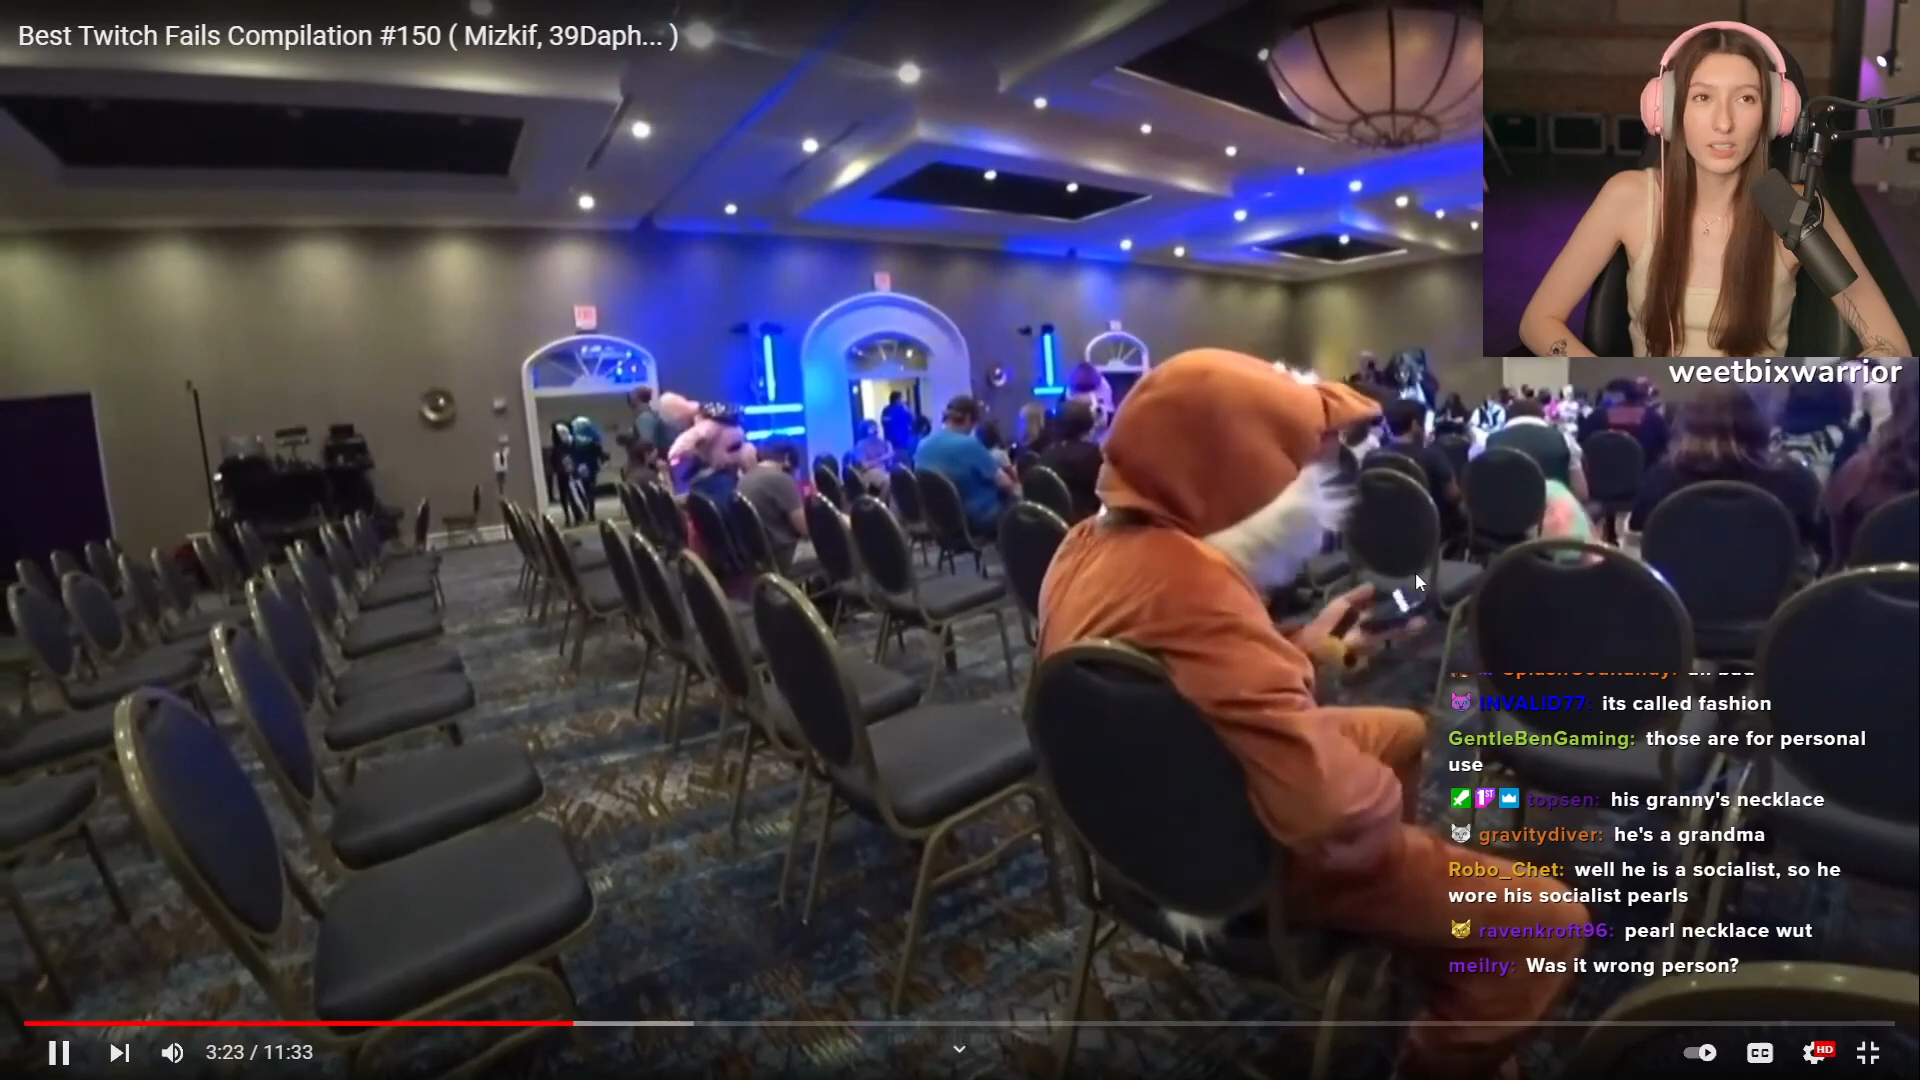 Best Twitch Fails Compilation #150 ( Mizkif, 39Daph... )
weetbixwarrior
INVALID77: its called fashion
GentleBenGaming: those are for personal
use
topsen: his granny's necklace
gravitydiver: he's a grandma
Robo_Chet: well he is a socialist, so he
wore his socialist pearls
ravenkroft96: pearl necklace wut
meilry: Was it wrong person?
3:23 / 11:33
CC
HD